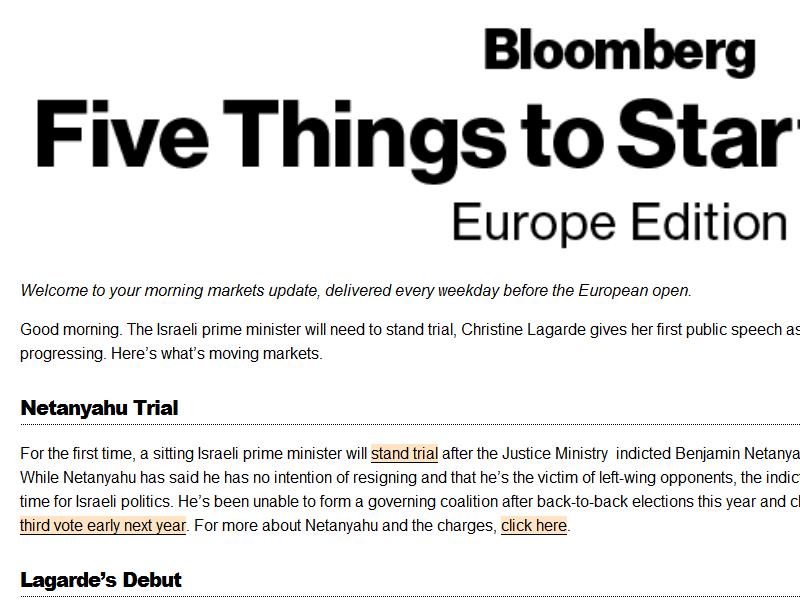 Bloomberg
Five Things to Star
Europe Edition
Welcome to your morning markets update, delivered every weekday before the European open.
Good morning. The Israeli prime minister will need to stand trial, Christine Lagarde gives her first public speech as
progressing. Here’s what’s moving markets.
Netanyahu Trial
For the first time, a sitting Israeli prime minister will stand trial after the Justice Ministry  indicted Benjamin Netanya
While Netanyahu has said he has no intention of resigning and that he’s the victim of left-wing opponents, the indic
time for Israeli politics. He’s been unable to form a governing coalition after back-to-back elections this year and cl
third vote early next year. For more about Netanyahu and the charges, click here.
Lagarde’s Debut